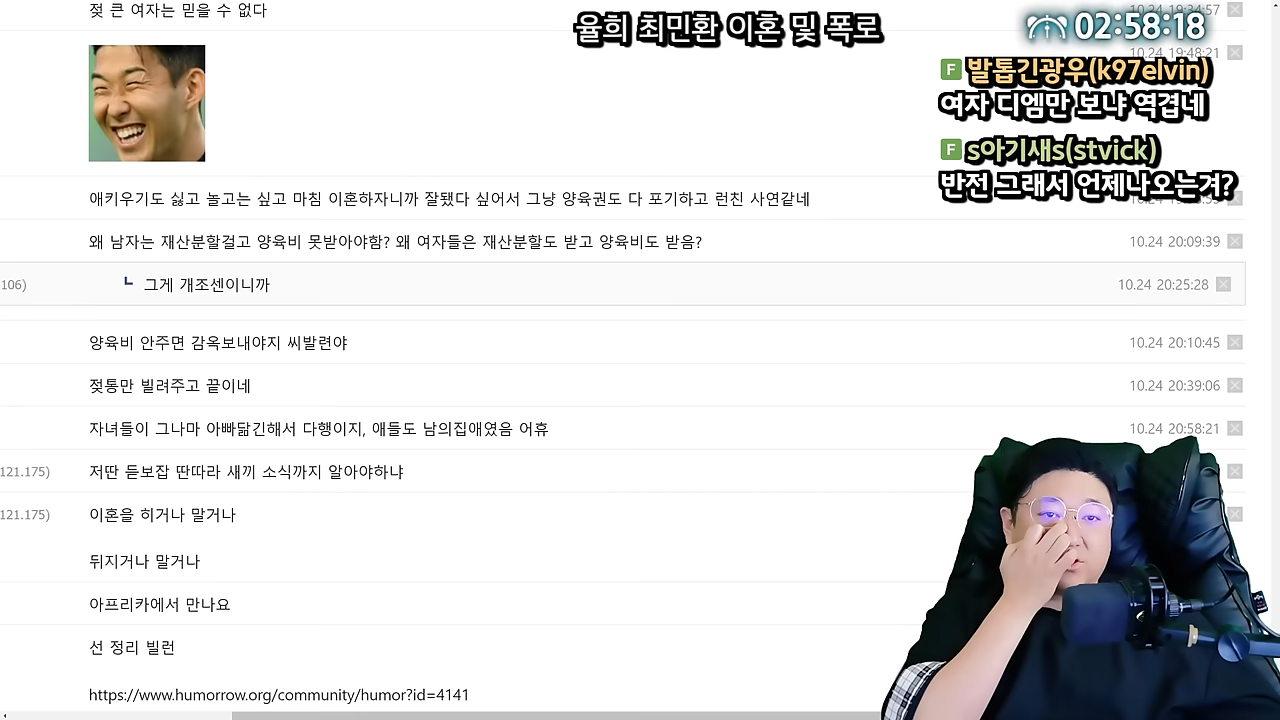 젖 큰 여자는 믿을 수 없다
율희 최민환 이혼 및 폭로
02:58:18
10.24 19:48:21
F 발톱긴광우(k97elvin)
여자 디엠만 보냐 역겹네
F s아기새s(stvick)
반전 그래서 언제나오는겨?
애키우기도 싫고 놀고는 싶고 마침 이혼하자니까 잘됐다 싶어서 그냥 양육권도 다 포기하고 런친 사연같네
왜 남자는 재산분할걸고 양육비 못받아야함? 왜 여자들은 재산분할도 받고 양육비도 받음?
10.24 20:09:39
106)
ㄴ 그게 개조센이니까
10.24 20:25:28
양육비 안주면 감옥보내야지 씨발련야
10.24 20:10:45
젖통만 빌려주고 끝이네
10.24 20:39:06
자녀들이 그나마 아빠닮긴해서 다행이지, 애들도 남의집애였음 어휴
10.24 20:58:21
121.175)
저딴 듣보잡 딴따라 새끼 소식까지 알아야하냐
121.175)
이혼을 히거나 말거나
뒤지거나 말거나
아프리카에서 만나요
선 정리 빌런
https://www.humorrow.org/community/humor?id=4141